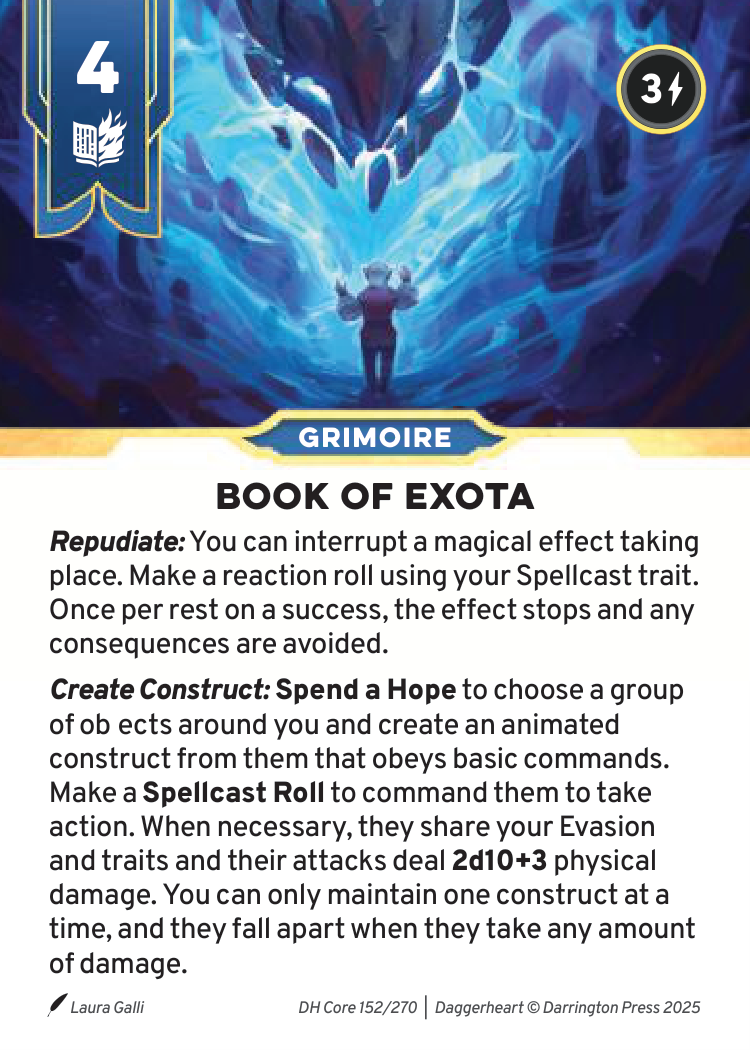 4
3
GRIMOIRE
BOOK OF EXOTA
Repudiate: You can interrupt a magical effect taking
place. Make a reaction roll using your Spellcast trait.
Once per rest on a success, the effect stops and any
consequences are avoided.
Create Construct: Spend a Hope to choose a group
of ob ects around you and create an animated
construct from them that obeys basic commands.
Make a Spellcast Roll to command them to take
action. When necessary, they share your Evasion
and traits and their attacks deal 2d10+3 physical
damage. You can only maintain one construct at a
time, and they fall apart when they take any amount
of damage.
Laura Galli DH Core 152/270 | Daggerheart © Darrington Press 2025